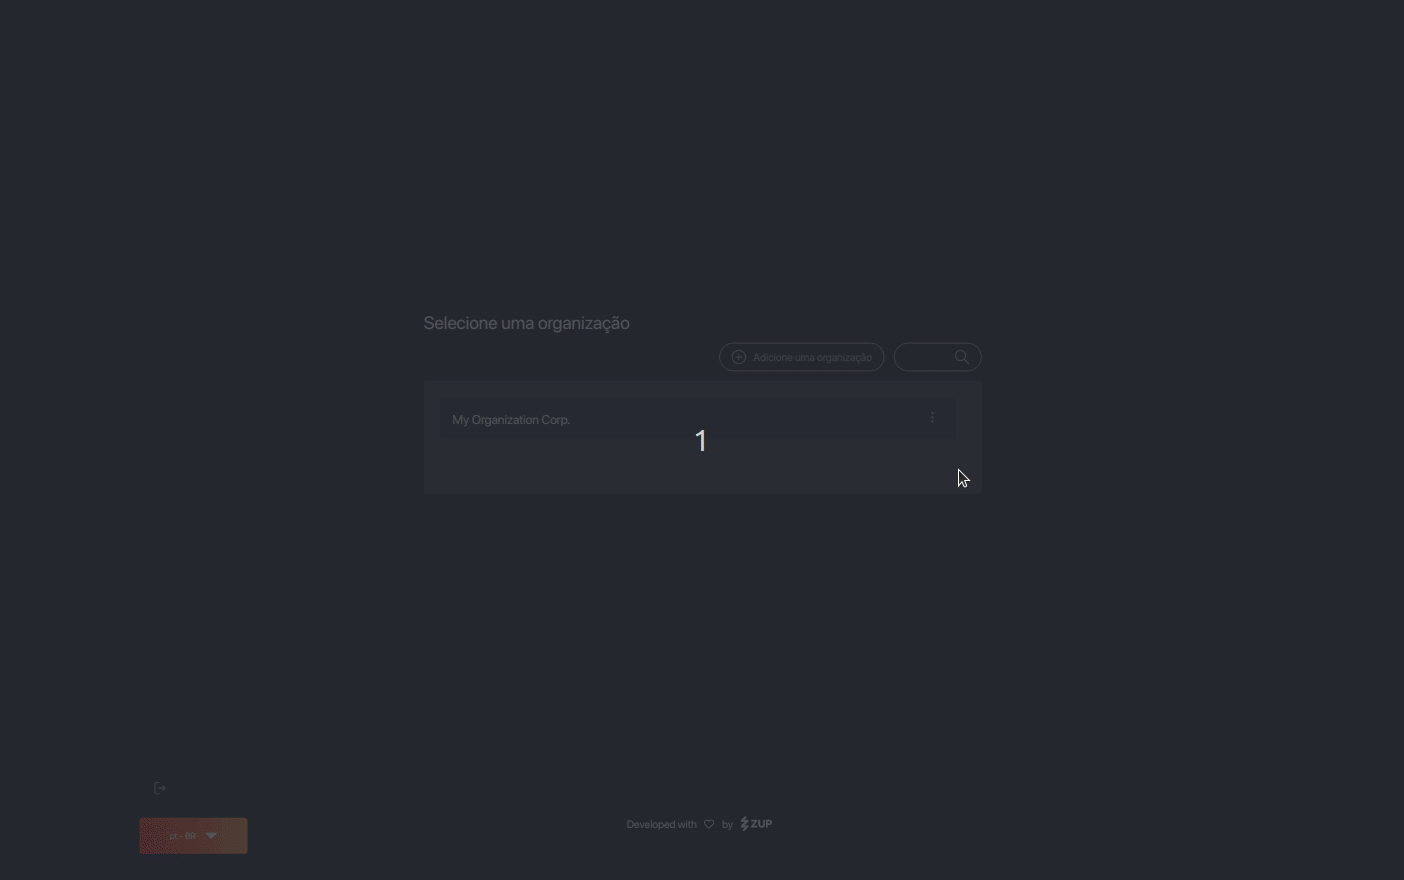 Selecione uma organização
Adicione uma organização
My Organization Corp.
1
pt - BR
Developed with by ZUP